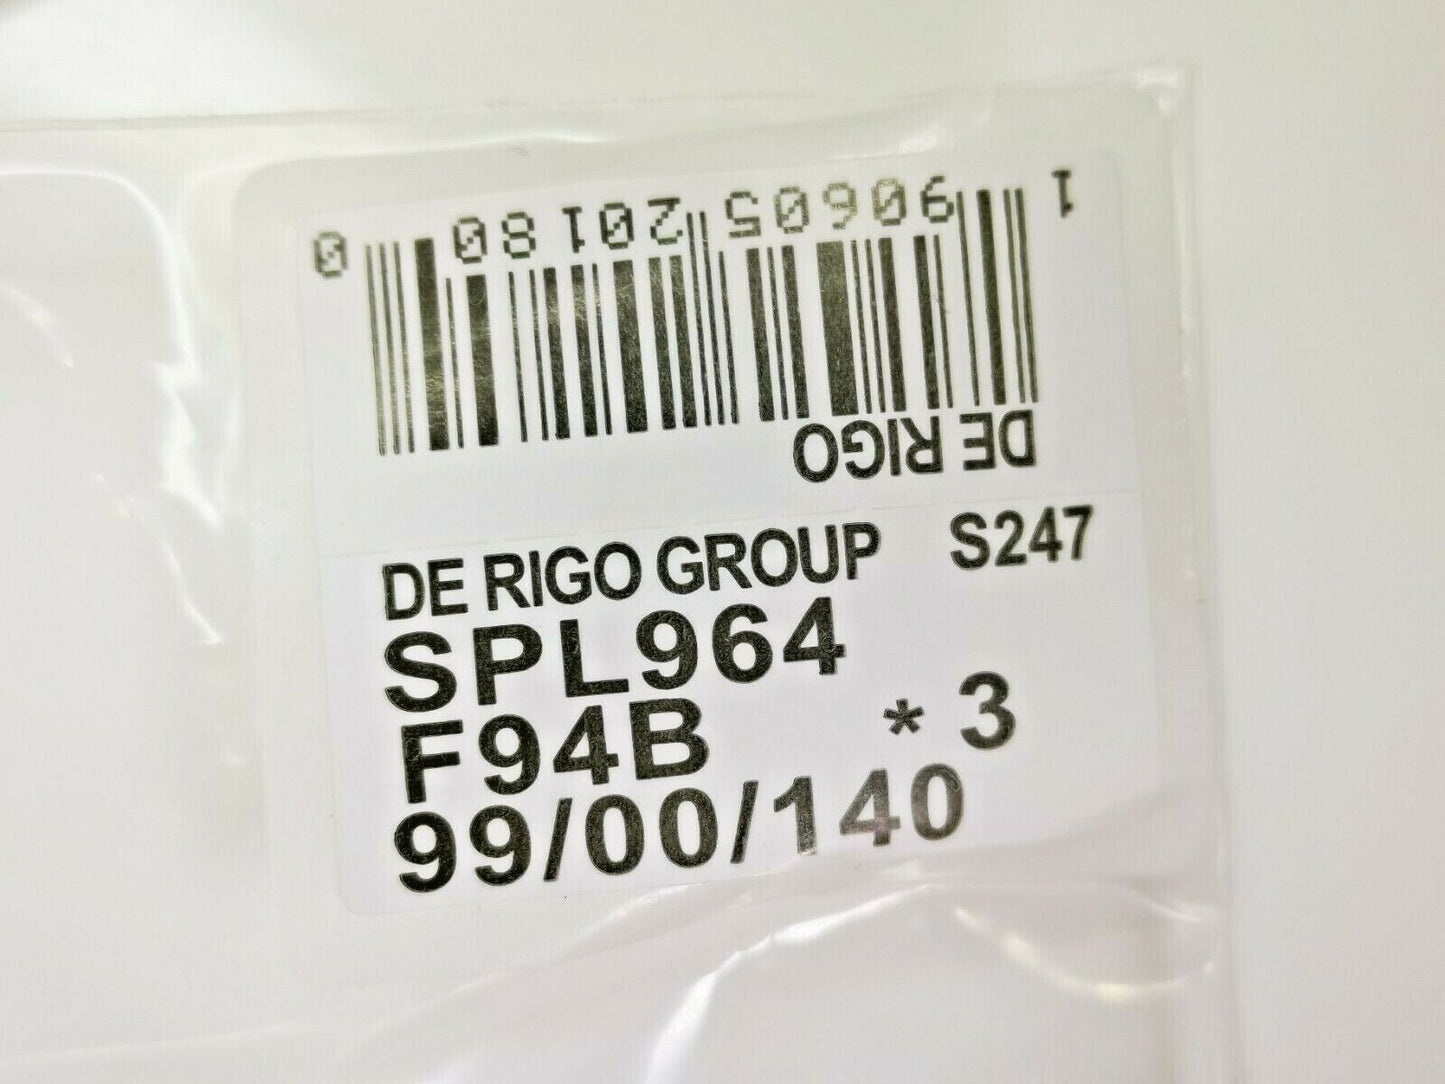 1 90605 20180 0
DE RIGO
DE RIGO GROUP S247
SPL964
F94B * 3
99/00/140